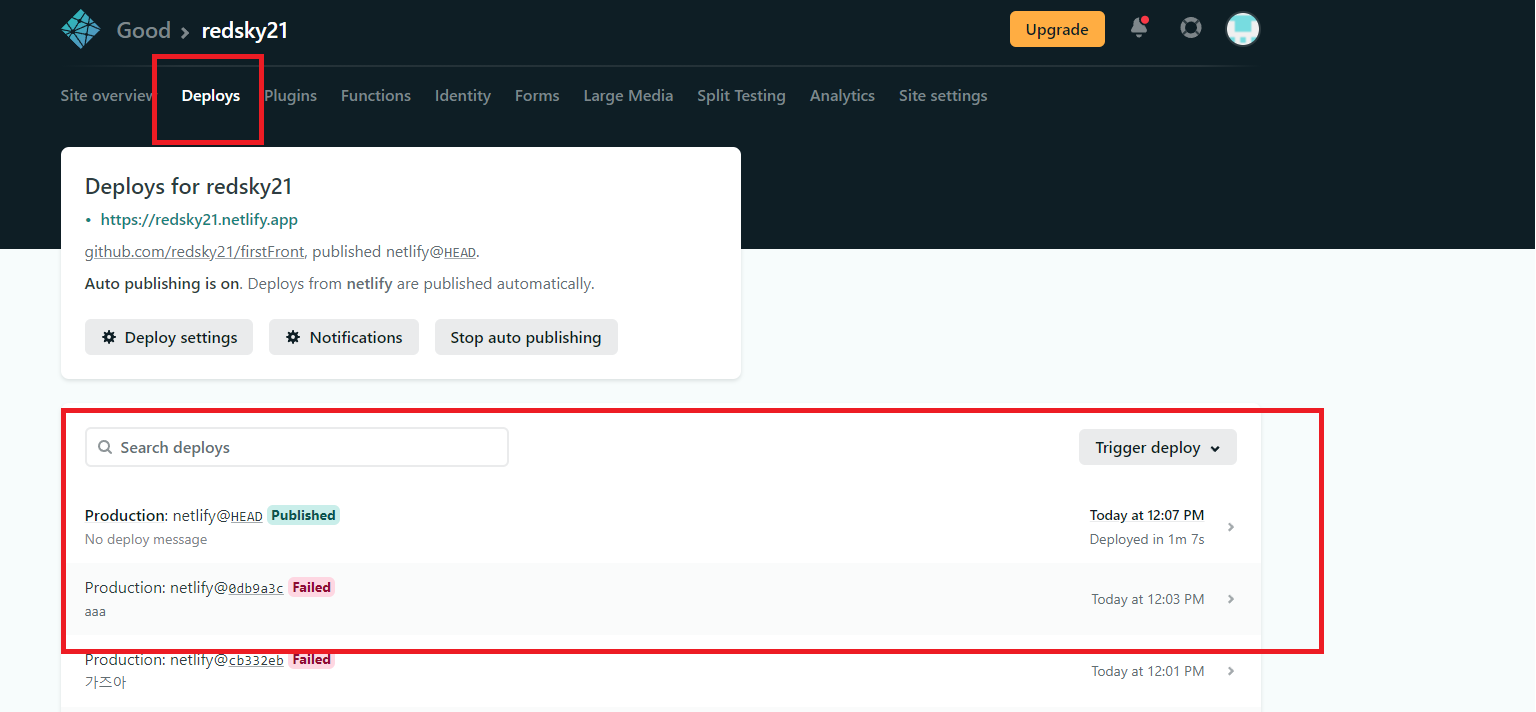 Good > redsky21
Upgrade
Site overview Deploys Plugins Functions Identity Forms Large Media Split Testing Analytics Site settings
Deploys for redsky21
• https://redsky21.netlify.app
github.com/redsky21/firstFront, published netlify@HEAD.
Auto publishing is on. Deploys from netlify are published automatically.
Deploy settings Notifications Stop auto publishing
Search deploys Trigger deploy
Production: netlify@HEAD Published Today at 12:07 PM
No deploy message Deployed in 1m 7s
Production: netlify@0db9a3c Failed
aaa Today at 12:03 PM
Production: netlify@cb332eb Failed
가즈아 Today at 12:01 PM